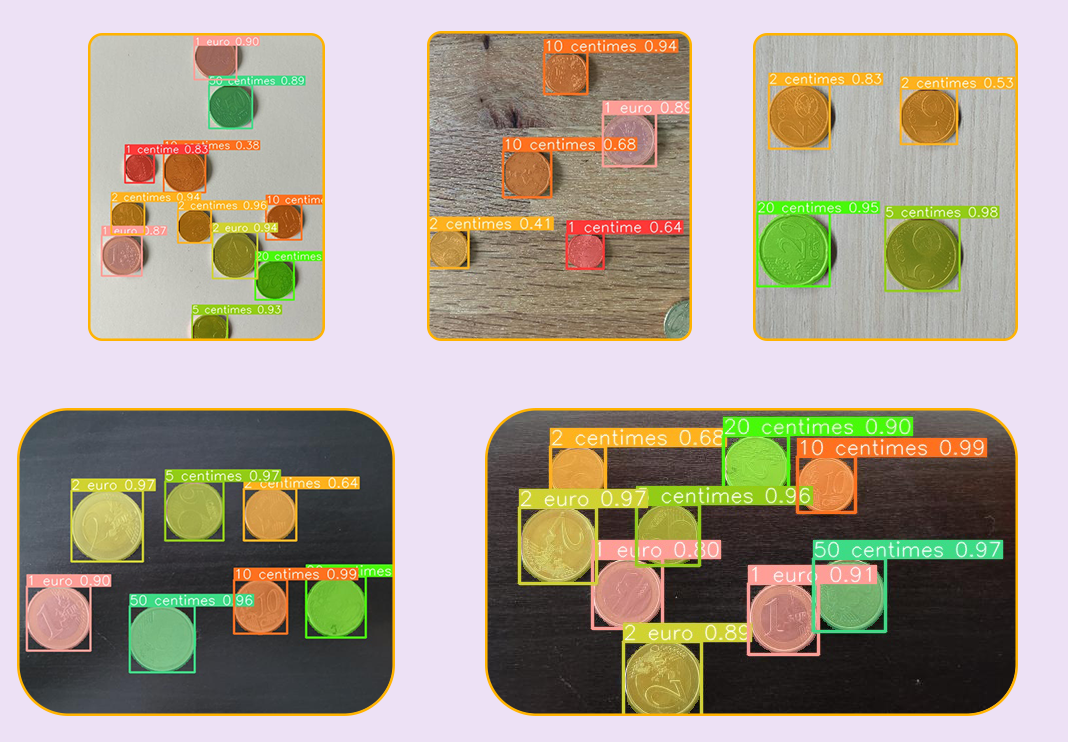 1 euro 0.90
50 centimes 0.89
1 centime 0.83
0.38
2 centimes 0.94
2 centimes 0.96
10 centim
1 euro 0.87
2 euro 0.94
20 centimes
5 centimes 0.93
10 centimes 0.94
1 euro 0.89
10 centimes 0.68
2 centimes 0.41
1 centime 0.64
2 centimes 0.83
2 centimes 0.53
20 centimes 0.95
5 centimes 0.98
2 euro 0.97
5 centimes 0.97
2 centimes 0.64
1 euro 0.90
50 centimes 0.96
10 centimes 0.99
imes
2 centimes 0.68
20 centimes 0.90
10 centimes 0.99
2 euro 0.97
centimes 0.96
1 euro 0.80
50 centimes 0.97
1 euro 0.91
2 euro 0.89